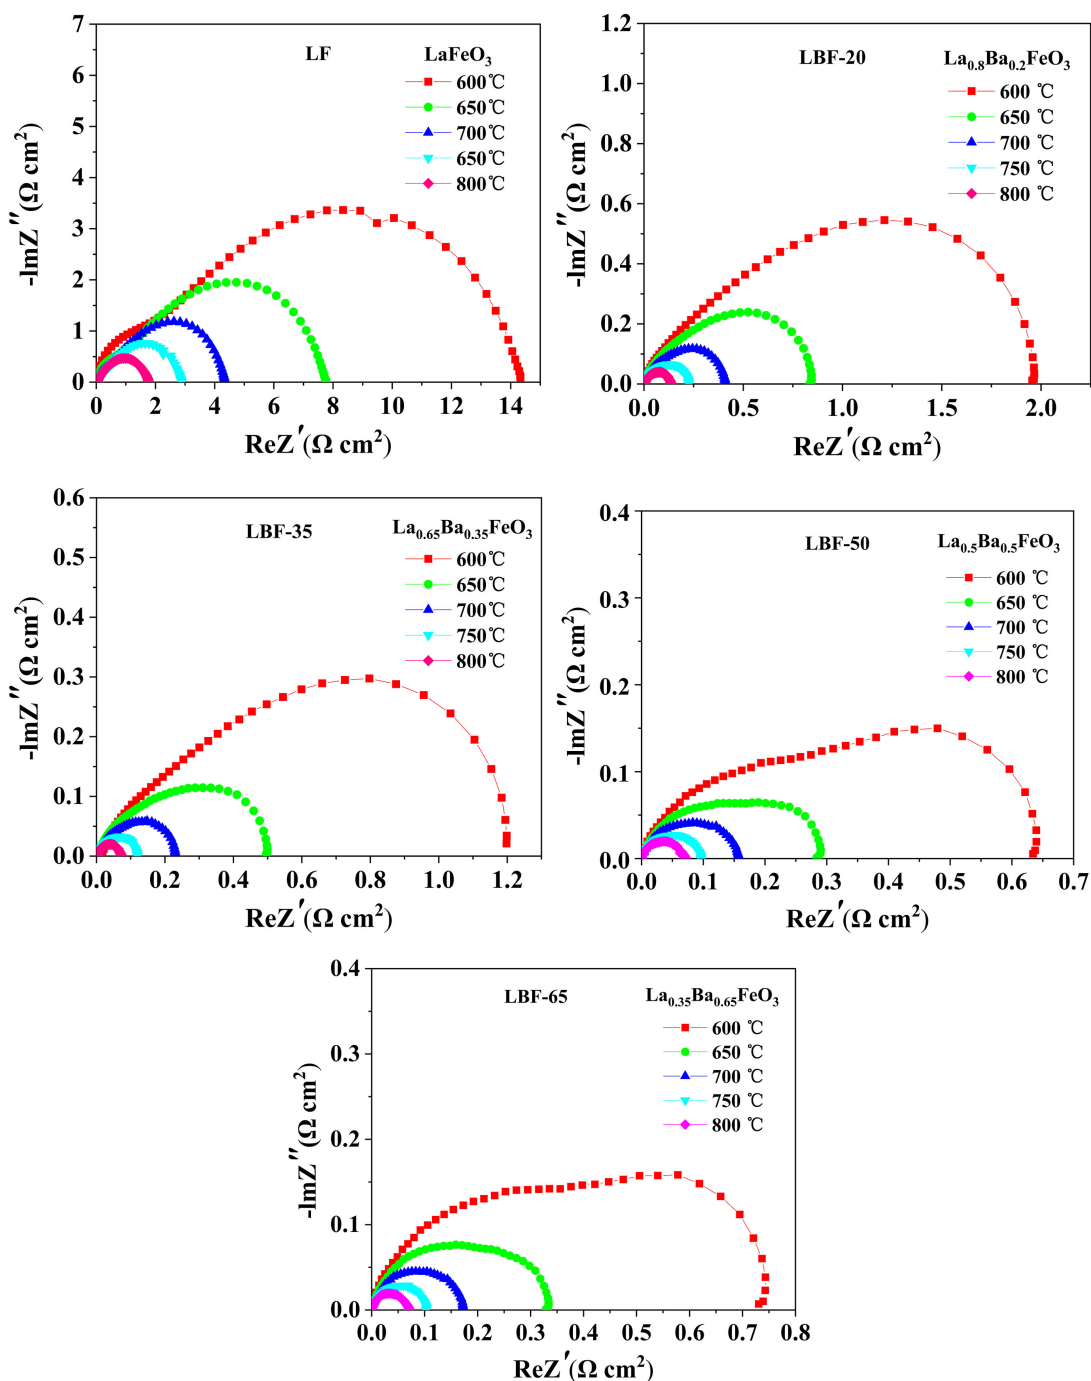 LF
LaFeO₃
600℃
650℃
700℃
650℃
800℃
7
6
5
4
3
2
1
0
0 2 4 6 8 10 12 14
-ImZ″(Ω cm²)
ReZ′(Ω cm²)
LBF-20
La₀.₈Ba₀.₂FeO₃
600 ℃
650 ℃
700 ℃
750 ℃
800 ℃
1.2
1.0
0.8
0.6
0.4
0.2
0.0
0.0 0.5 1.0 1.5 2.0
-ImZ″(Ω cm²)
ReZ′(Ω cm²)
LBF-35
La₀.₆₅Ba₀.₃₅FeO₃
600℃
650℃
700℃
750℃
800℃
0.6
0.5
0.4
0.3
0.2
0.1
0.0
0.0 0.2 0.4 0.6 0.8 1.0 1.2
-ImZ″(Ω cm²)
ReZ′(Ω cm²)
LBF-50
La₀.₅Ba₀.₅FeO₃
600 ℃
650 ℃
700 ℃
750 ℃
800 ℃
0.4
0.3
0.2
0.1
0.0
0.0 0.1 0.2 0.3 0.4 0.5 0.6 0.7
-ImZ″(Ω cm²)
ReZ′(Ω cm²)
LBF-65
La₀.₃₅Ba₀.₆₅FeO₃
600 ℃
650 ℃
700 ℃
750 ℃
800 ℃
0.4
0.3
0.2
0.1
0.0
0.0 0.1 0.2 0.3 0.4 0.5 0.6 0.7 0.8
-ImZ″(Ω cm²)
ReZ′(Ω cm²)